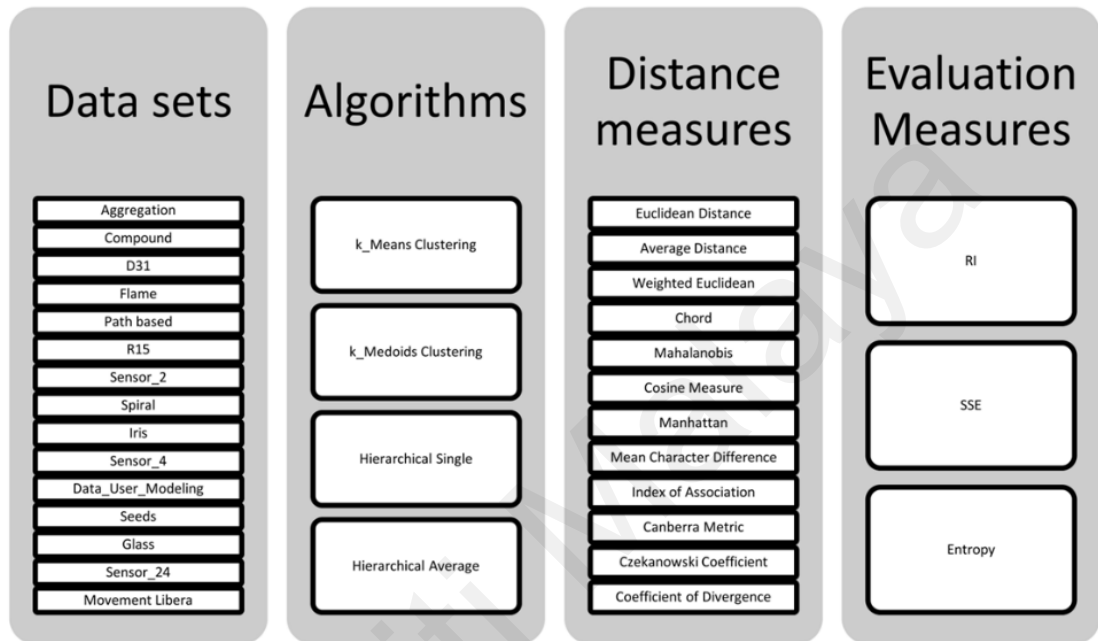 Data sets
Aggregation
Compound
D31
Flame
Path based
R15
Sensor_2
Spiral
Iris
Sensor_4
Data_User_Modeling
Seeds
Glass
Sensor_24
Movement Libera
Algorithms
k_Means Clustering
k_Medoids Clustering
Hierarchical Single
Hierarchical Average
Distance
measures
Euclidean Distance
Average Distance
Weighted Euclidean
Chord
Mahalanobis
Cosine Measure
Manhattan
Mean Character Difference
Index of Association
Canberra Metric
Czekanowski Coefficient
Coefficient of Divergence
Evaluation
Measures
RI
SSE
Entropy
Malaya